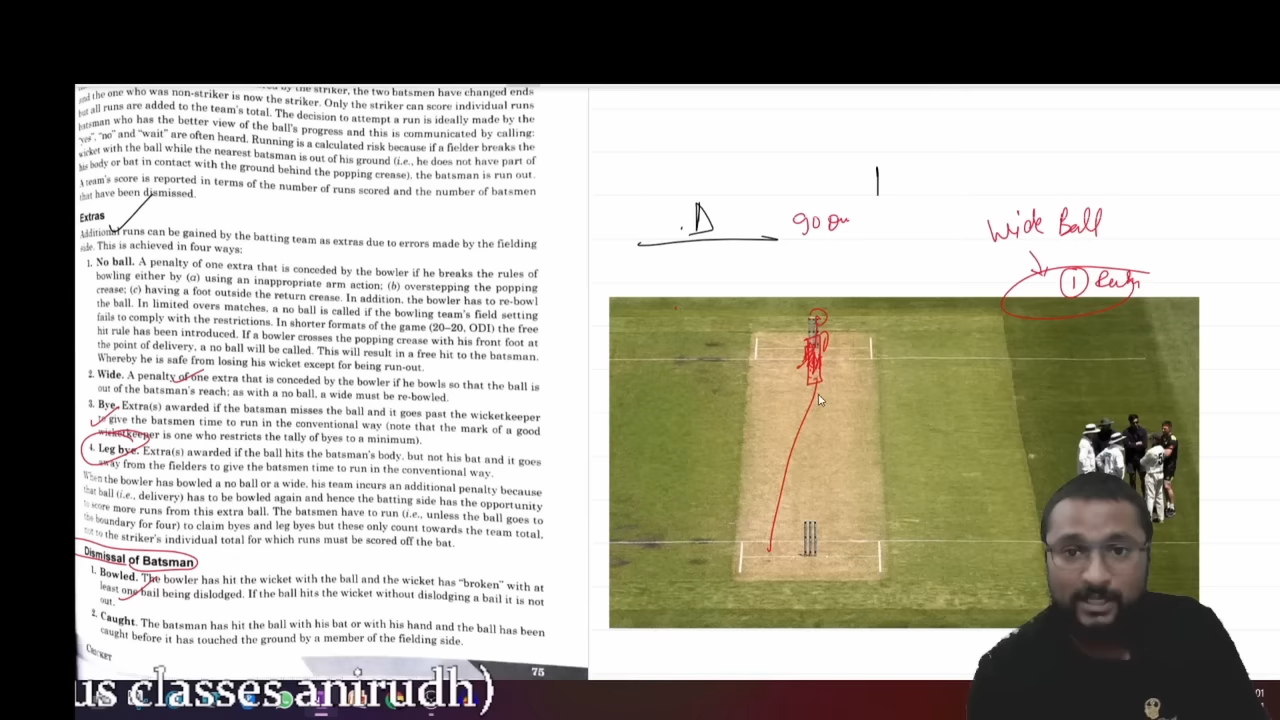 by the striker, the two batsmen have changed ends
and the one who was non-striker is now the striker. Only the striker can score individual runs
but all runs are added to the team's total. The decision to attempt a run is ideally made by the
batsman who has the better view of the ball's progress and this is communicated by calling:
"yes", "no" and "wait" are often heard. Running is a calculated risk because if a fielder breaks the
wicket with the ball while the nearest batsman is out of his ground (i.e., he does not have part of
his body or bat in contact with the ground behind the popping crease), the batsman is run out.
A team's score is reported in terms of the number of runs scored and the number of batsmen
that have been dismissed.
Extras
Additional runs can be gained by the batting team as extras due to errors made by the fielding
side. This is achieved in four ways:
1. No ball. A penalty of one extra that is conceded by the bowler if he breaks the rules of
bowling either by (a) using an inappropriate arm action; (b) overstepping the popping
crease; (c) having a foot outside the return crease. In addition, the bowler has to re-bowl
the ball. In limited overs matches, a no ball is called if the bowling team's field setting
fails to comply with the restrictions. In shorter formats of the game (20–20, ODI) the free
hit rule has been introduced. If a bowler crosses the popping crease with his front foot at
the point of delivery, a no ball will be called. This will result in a free hit to the batsman.
Whereby he is safe from losing his wicket except for being run-out.
2. Wide. A penalty of one extra that is conceded by the bowler if he bowls so that the ball is
out of the batsman's reach; as with a no ball, a wide must be re-bowled.
3. Bye. Extra(s) awarded if the batsman misses the ball and it goes past the wicketkeeper
to give the batsmen time to run in the conventional way (note that the mark of a good
wicketkeeper is one who restricts the tally of byes to a minimum).
4. Leg bye. Extra(s) awarded if the ball hits the batsman's body, but not his bat and it goes
away from the fielders to give the batsmen time to run in the conventional way.
When the bowler has bowled a no ball or a wide, his team incurs an additional penalty because
that ball (i.e., delivery) has to be bowled again and hence the batting side has the opportunity
to score more runs from this extra ball. The batsmen have to run (i.e., unless the ball goes to
the boundary for four) to claim byes and leg byes but these only count towards the team total,
not to the striker's individual total for which runs must be scored off the bat.
Dismissal of Batsman
1. Bowled. The bowler has hit the wicket with the ball and the wicket has "broken" with at
least one bail being dislodged. If the ball hits the wicket without dislodging a bail it is not
out.
2. Caught. The batsman has hit the ball with his bat or with his hand and the ball has been
caught before it has touched the ground by a member of the fielding side.
CRICKET
75
.D
Wide Ball
1
us classes anirudh)
01